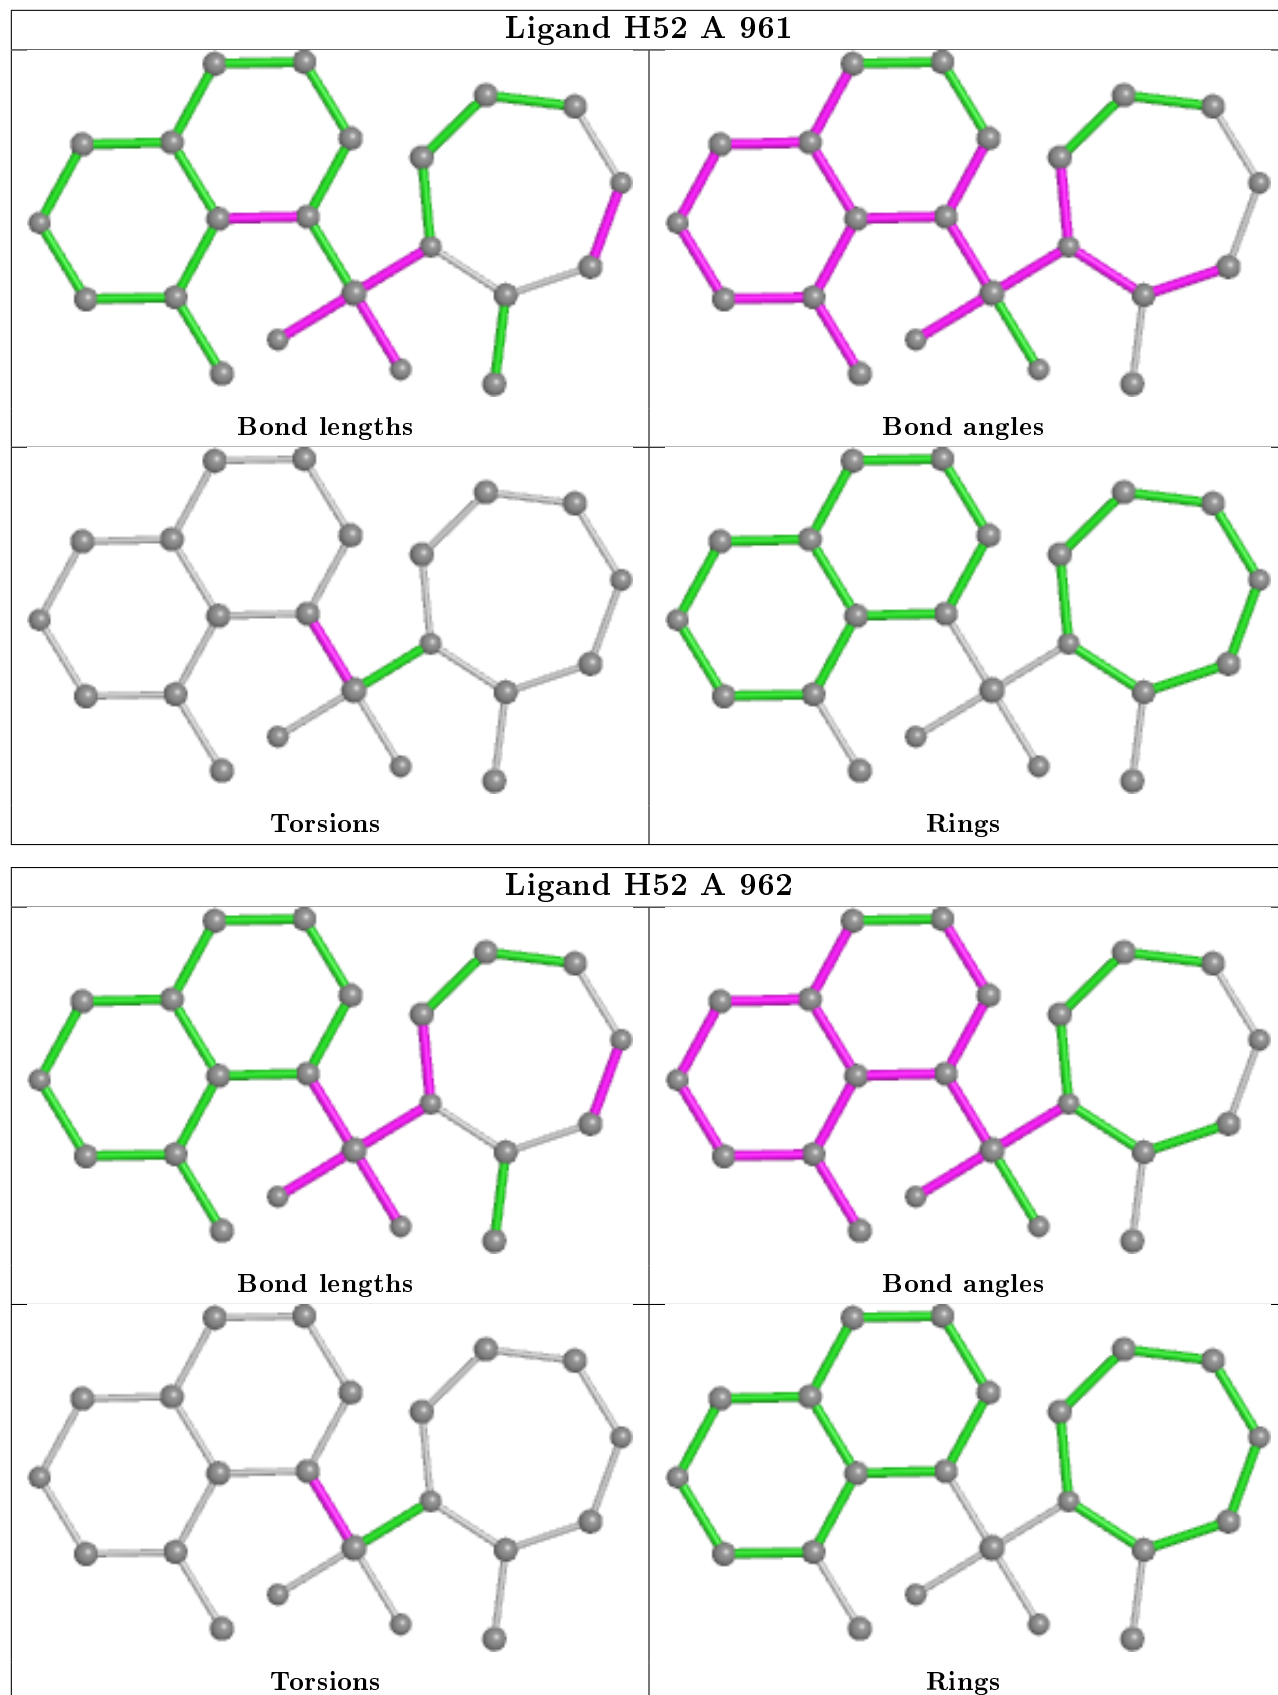 Ligand H52 A 961
Bond lengths
Bond angles
Torsions
Rings
Ligand H52 A 962
Bond lengths
Bond angles
Torsions
Rings